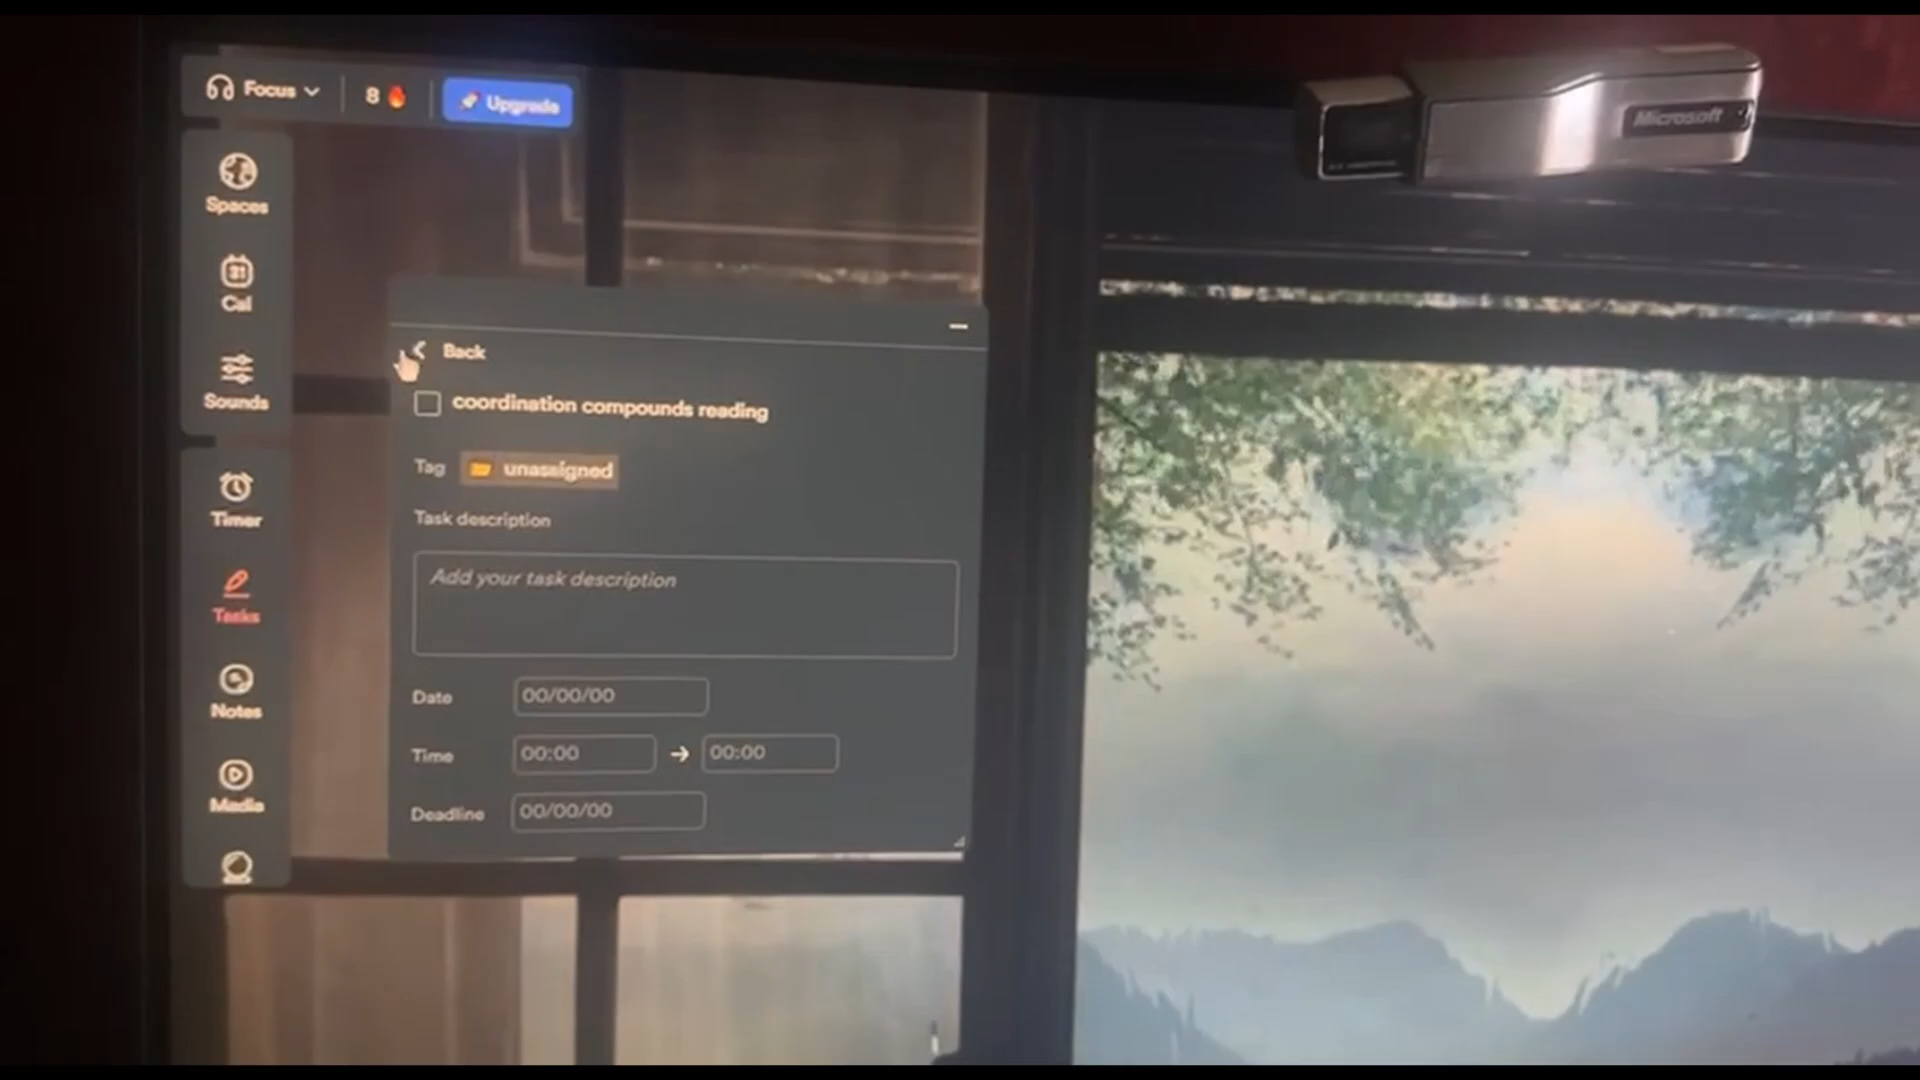 Focus
8
Upgrade
Microsoft
Spaces
31
Cal
Sounds
Timer
Tasks
Notes
Media
Back
coordination compounds reading
Tag unassigned
Task description
Add your task description
Date 00/00/00
Time 00:00 → 00:00
Deadline 00/00/00